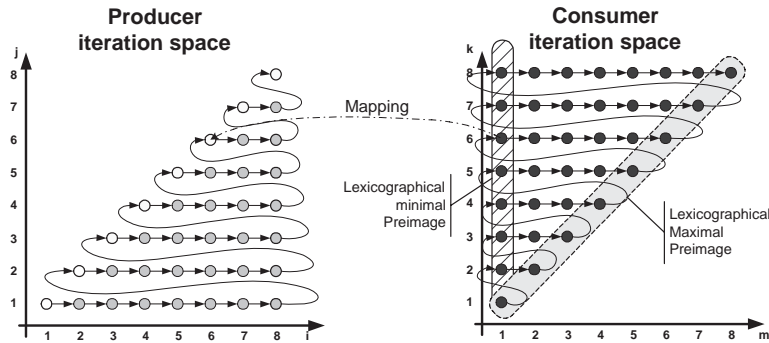 Producer
iteration space
j
8
7
6
5
4
3
2
1
1 2 3 4 5 6 7 8 i
Mapping
Consumer
iteration space
k
8
7
6
5
4
3
2
1
1 2 3 4 5 6 7 8 m
Lexicographical
minimal
Preimage
Lexicographical
Maximal
Preimage